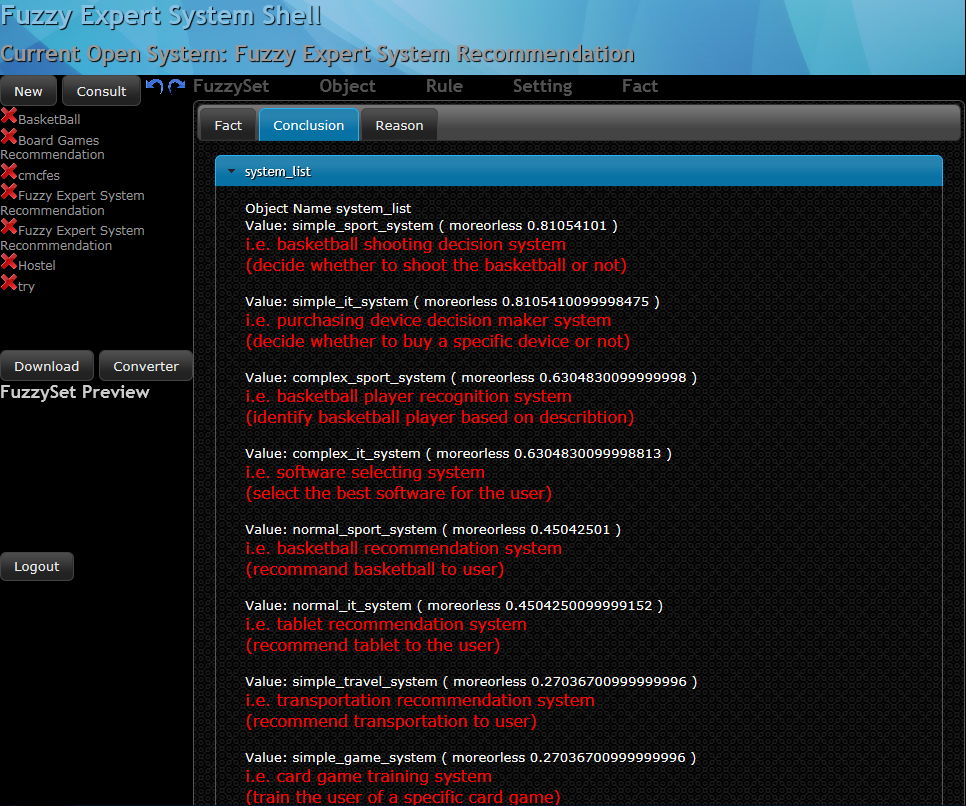 Fuzzy Expert System Shell
Current Open System: Fuzzy Expert System Recommendation
New
Consult
FuzzySet
Object
Rule
Setting
Fact
BasketBall
Board Games
Recommendation
cmcfes
Fuzzy Expert System
Recommendation
Fuzzy Expert System
Reconmmendation
Hostel
try
Download
Converter
FuzzySet Preview
Logout
Fact
Conclusion
Reason
system_list
Object Name system_list
Value: simple_sport_system ( moreorless 0.81054101 )
i.e. basketball shooting decision system
(decide whether to shoot the basketball or not)
Value: simple_it_system ( moreorless 0.8105410099998475 )
i.e. purchasing device decision maker system
(decide whether to buy a specific device or not)
Value: complex_sport_system ( moreorless 0.6304830099999998 )
i.e. basketball player recognition system
(identify basketball player based on describtion)
Value: complex_it_system ( moreorless 0.6304830099998813 )
i.e. software selecting system
(select the best software for the user)
Value: normal_sport_system ( moreorless 0.45042501 )
i.e. basketball recommendation system
(recommand basketball to user)
Value: normal_it_system ( moreorless 0.4504250099999152 )
i.e. tablet recommendation system
(recommend tablet to the user)
Value: simple_travel_system ( moreorless 0.27036700999999996 )
i.e. transportation recommendation system
(recommend transportation to user)
Value: simple_game_system ( moreorless 0.27036700999999996 )
i.e. card game training system
(train the user of a specific card game)